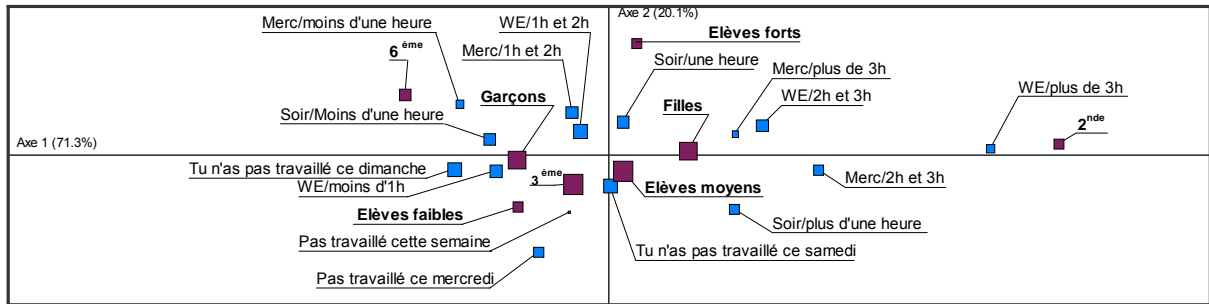 Axe 2 (20.1%)
Merc/moins d'une heure
WE/1h et 2h
Elèves forts
6 ème
Merc/1h et 2h
Soir/une heure
Merc/plus de 3h
WE/plus de 3h
Garçons
Filles
WE/2h et 3h
2nde
Soir/Moins d'une heure
Axe 1 (71.3%)
Tu n'as pas travaillé ce dimanche
WE/moins d'1h
3 ème
Elèves moyens
Merc/2h et 3h
Elèves faibles
Soir/plus d'une heure
Pas travaillé cette semaine
Tu n'as pas travaillé ce samedi
Pas travaillé ce mercredi